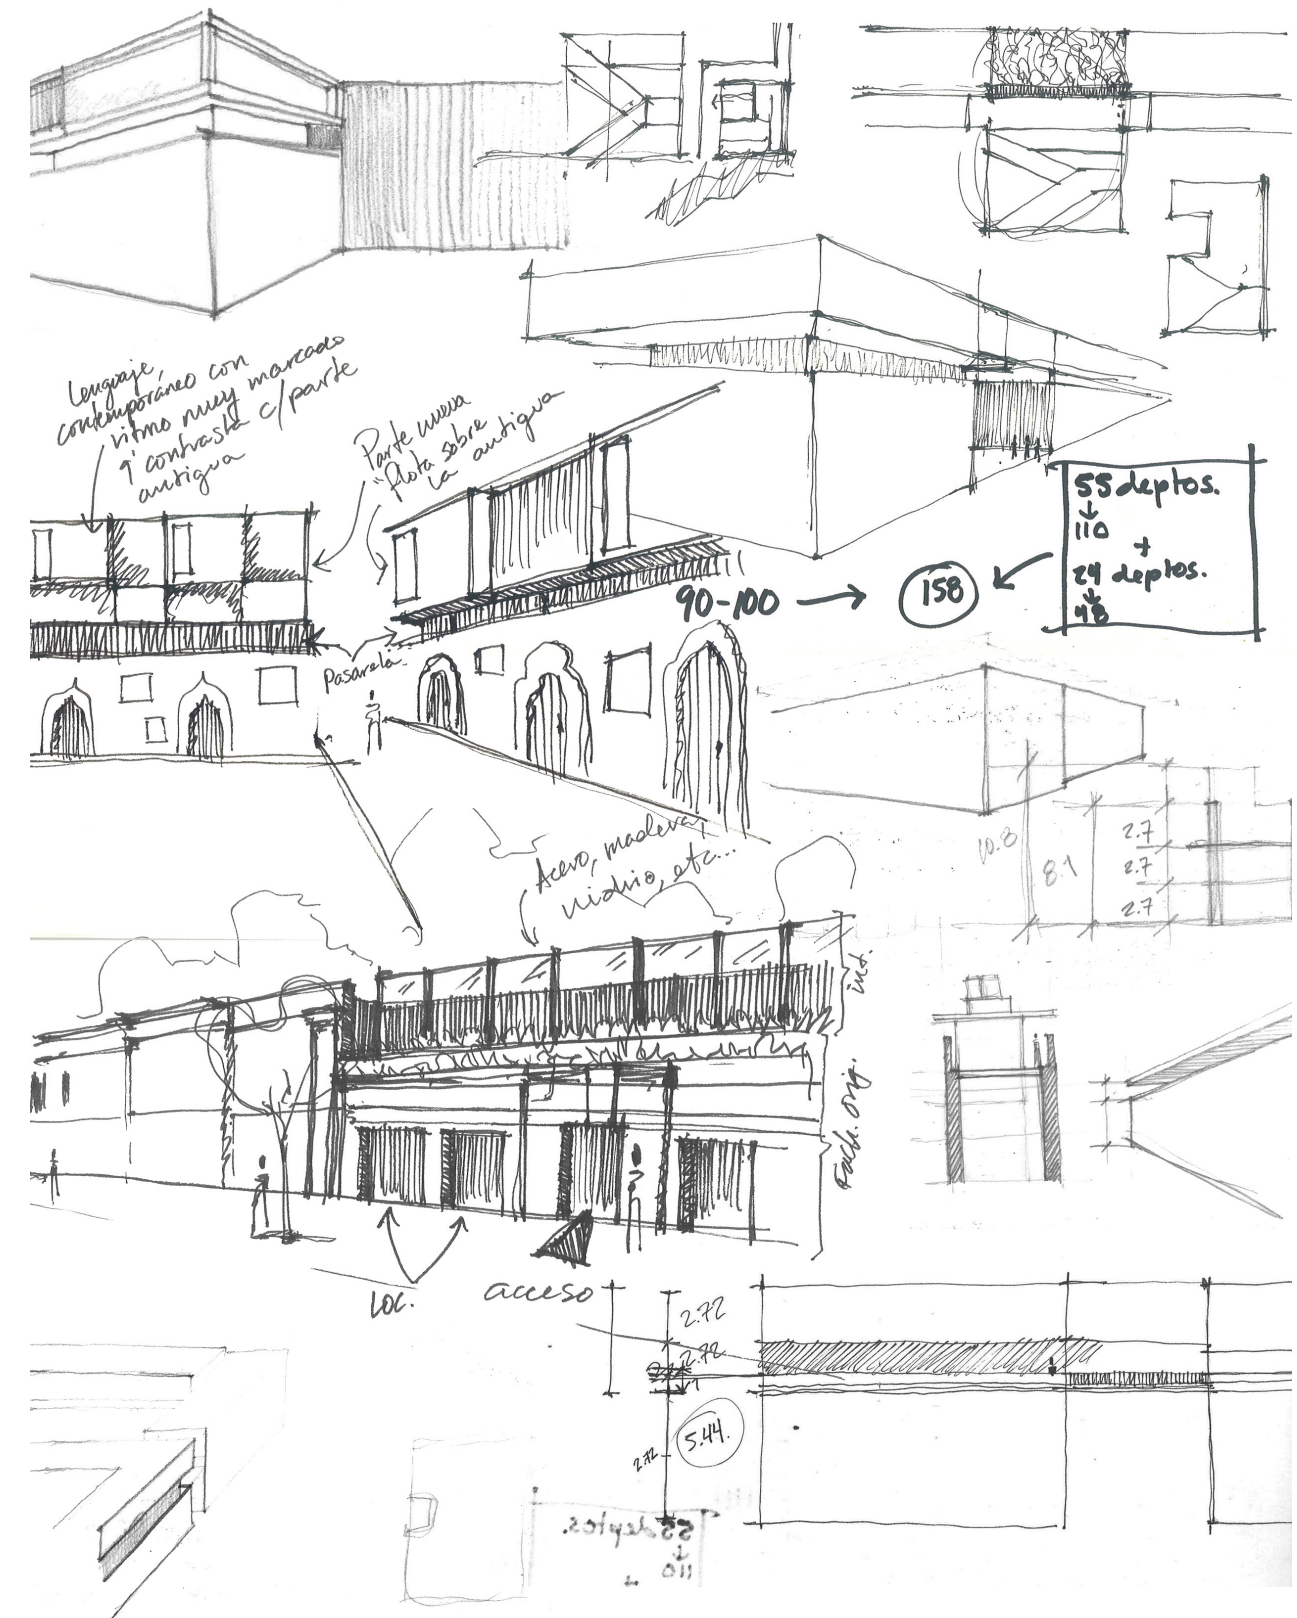 Lenguaje,
contemporáneo con
ritmo muy marcado
q' contrasta c/parte
antigua
Parte nueva
"flota sobre
la antigua
Pasarela
55 deptos.
110
+
24 deptos.
48
90-100
158
10.8
8.1
2.7
2.7
2.7
Acero, madera,
vidrio, etc...
int.
Fach. orig.
Loc.
acceso
2.72
2.72
1
5.44.
2.72
55 deptos.
110